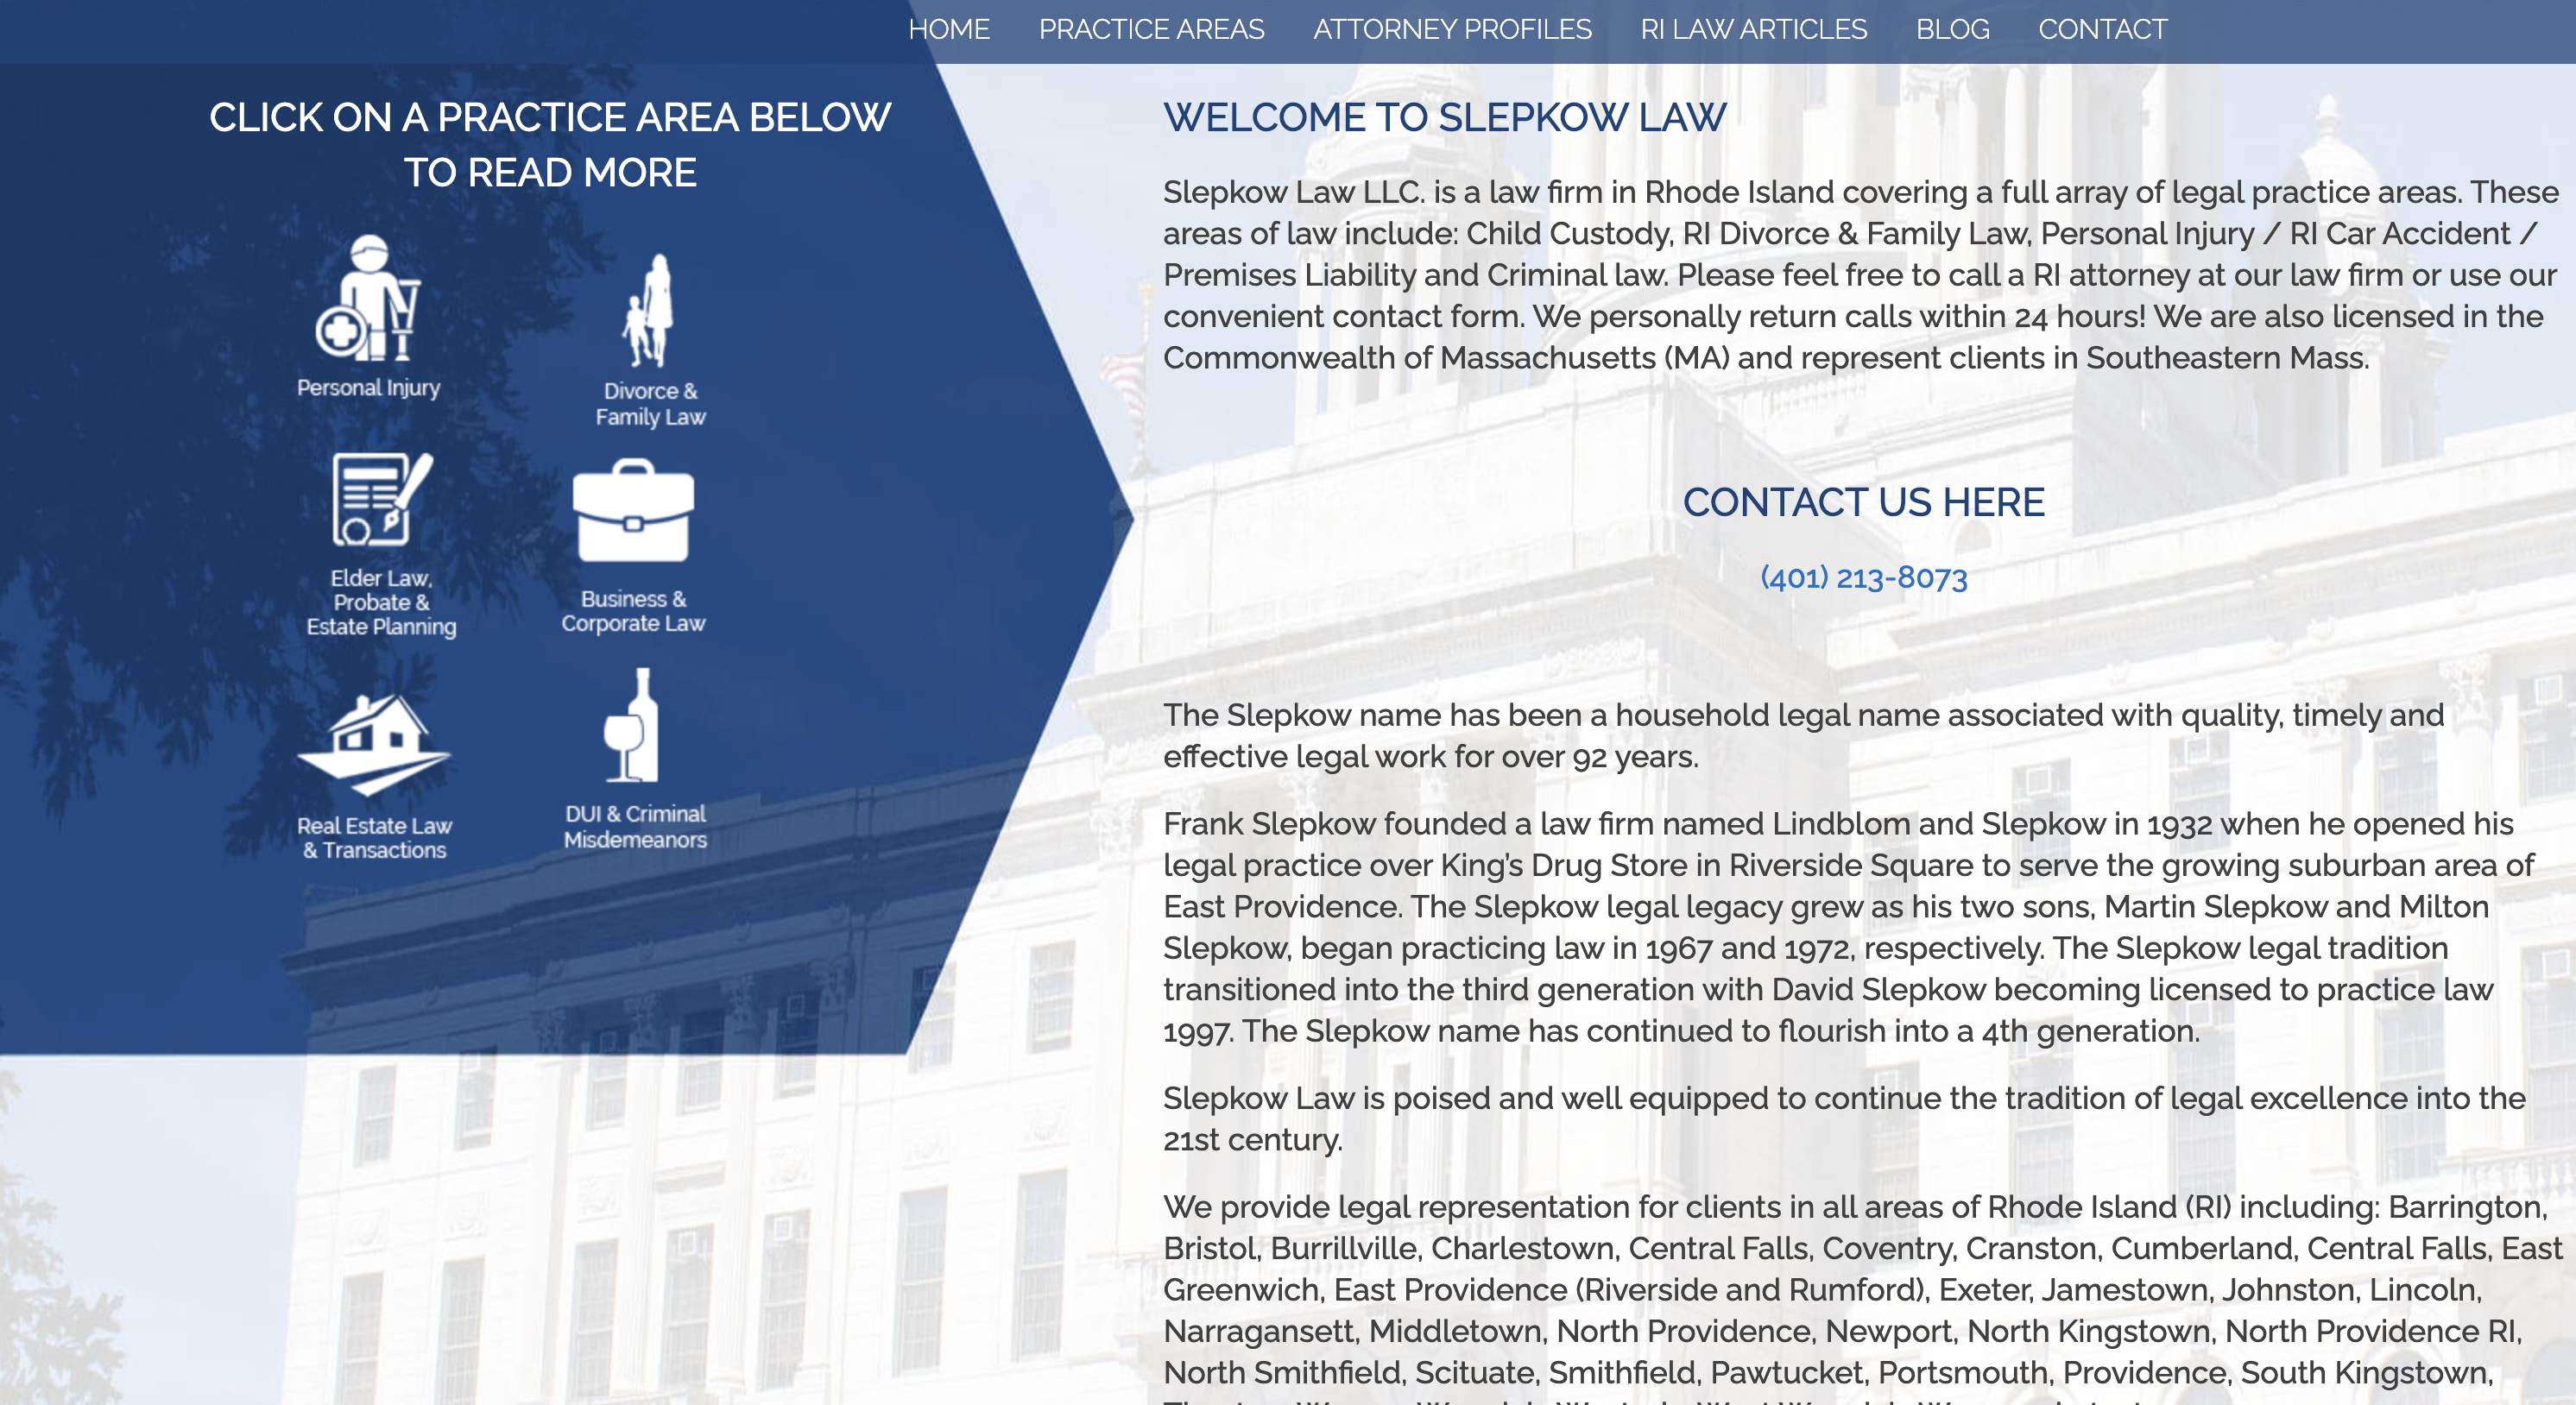 HOME PRACTICE AREAS ATTORNEY PROFILES RI LAW ARTICLES BLOG CONTACT
CLICK ON A PRACTICE AREA BELOW
TO READ MORE
Personal Injury
Divorce &
Family Law
Elder Law,
Probate &
Estate Planning
Business &
Corporate Law
Real Estate Law
& Transactions
DUI & Criminal
Misdemeanors
WELCOME TO SLEPKOW LAW
Slepkow Law LLC. is a law firm in Rhode Island covering a full array of legal practice areas. These
areas of law include: Child Custody, RI Divorce & Family Law, Personal Injury / RI Car Accident /
Premises Liability and Criminal law. Please feel free to call a RI attorney at our law firm or use our
convenient contact form. We personally return calls within 24 hours! We are also licensed in the
Commonwealth of Massachusetts (MA) and represent clients in Southeastern Mass.
CONTACT US HERE
(401) 213-8073
The Slepkow name has been a household legal name associated with quality, timely and
effective legal work for over 92 years.
Frank Slepkow founded a law firm named Lindblom and Slepkow in 1932 when he opened his
legal practice over King’s Drug Store in Riverside Square to serve the growing suburban area of
East Providence. The Slepkow legal legacy grew as his two sons, Martin Slepkow and Milton
Slepkow, began practicing law in 1967 and 1972, respectively. The Slepkow legal tradition
transitioned into the third generation with David Slepkow becoming licensed to practice law
1997. The Slepkow name has continued to flourish into a 4th generation.
Slepkow Law is poised and well equipped to continue the tradition of legal excellence into the
21st century.
We provide legal representation for clients in all areas of Rhode Island (RI) including: Barrington,
Bristol, Burrillville, Charlestown, Central Falls, Coventry, Cranston, Cumberland, Central Falls, East
Greenwich, East Providence (Riverside and Rumford), Exeter, Jamestown, Johnston, Lincoln,
Narragansett, Middletown, North Providence, Newport, North Kingstown, North Providence RI,
North Smithfield, Scituate, Smithfield, Pawtucket, Portsmouth, Providence, South Kingstown,